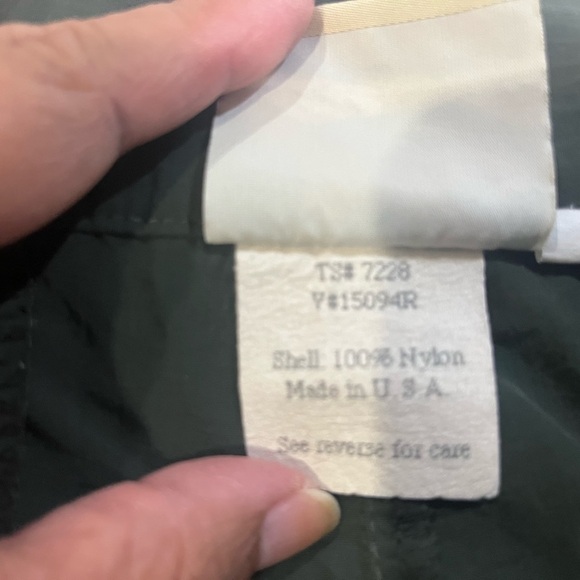 TS# 7228
V#15094R
Shell: 100% Nylon
Made in U.S.A.
See reverse for care